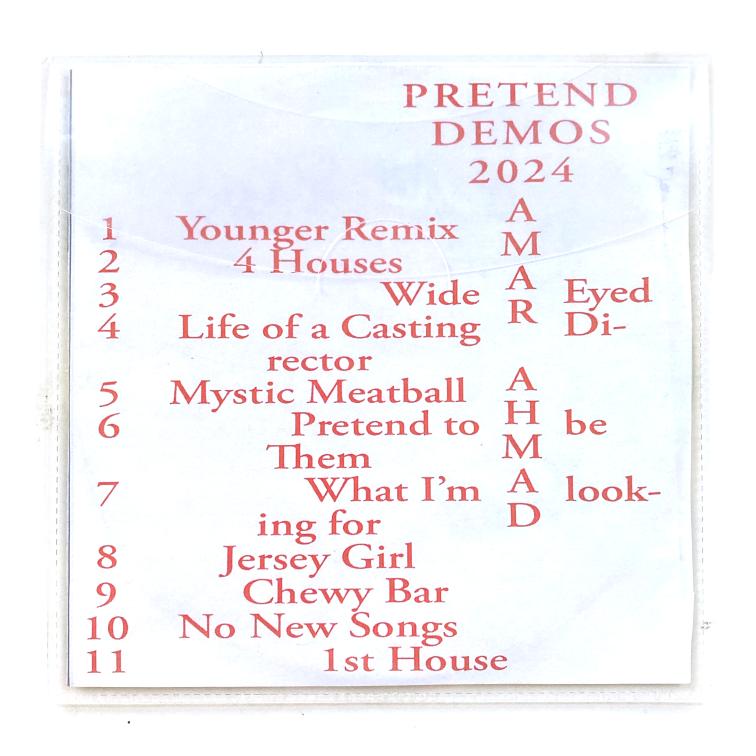 PRETEND
DEMOS
2024
AMAR
AHMAD
1 Younger Remix
2 4 Houses
3 Wide Eyed
4 Life of a Casting Di-
rector
5 Mystic Meatball
6 Pretend to be
Them
7 What I'm look-
ing for
8 Jersey Girl
9 Chewy Bar
10 No New Songs
11 1st House